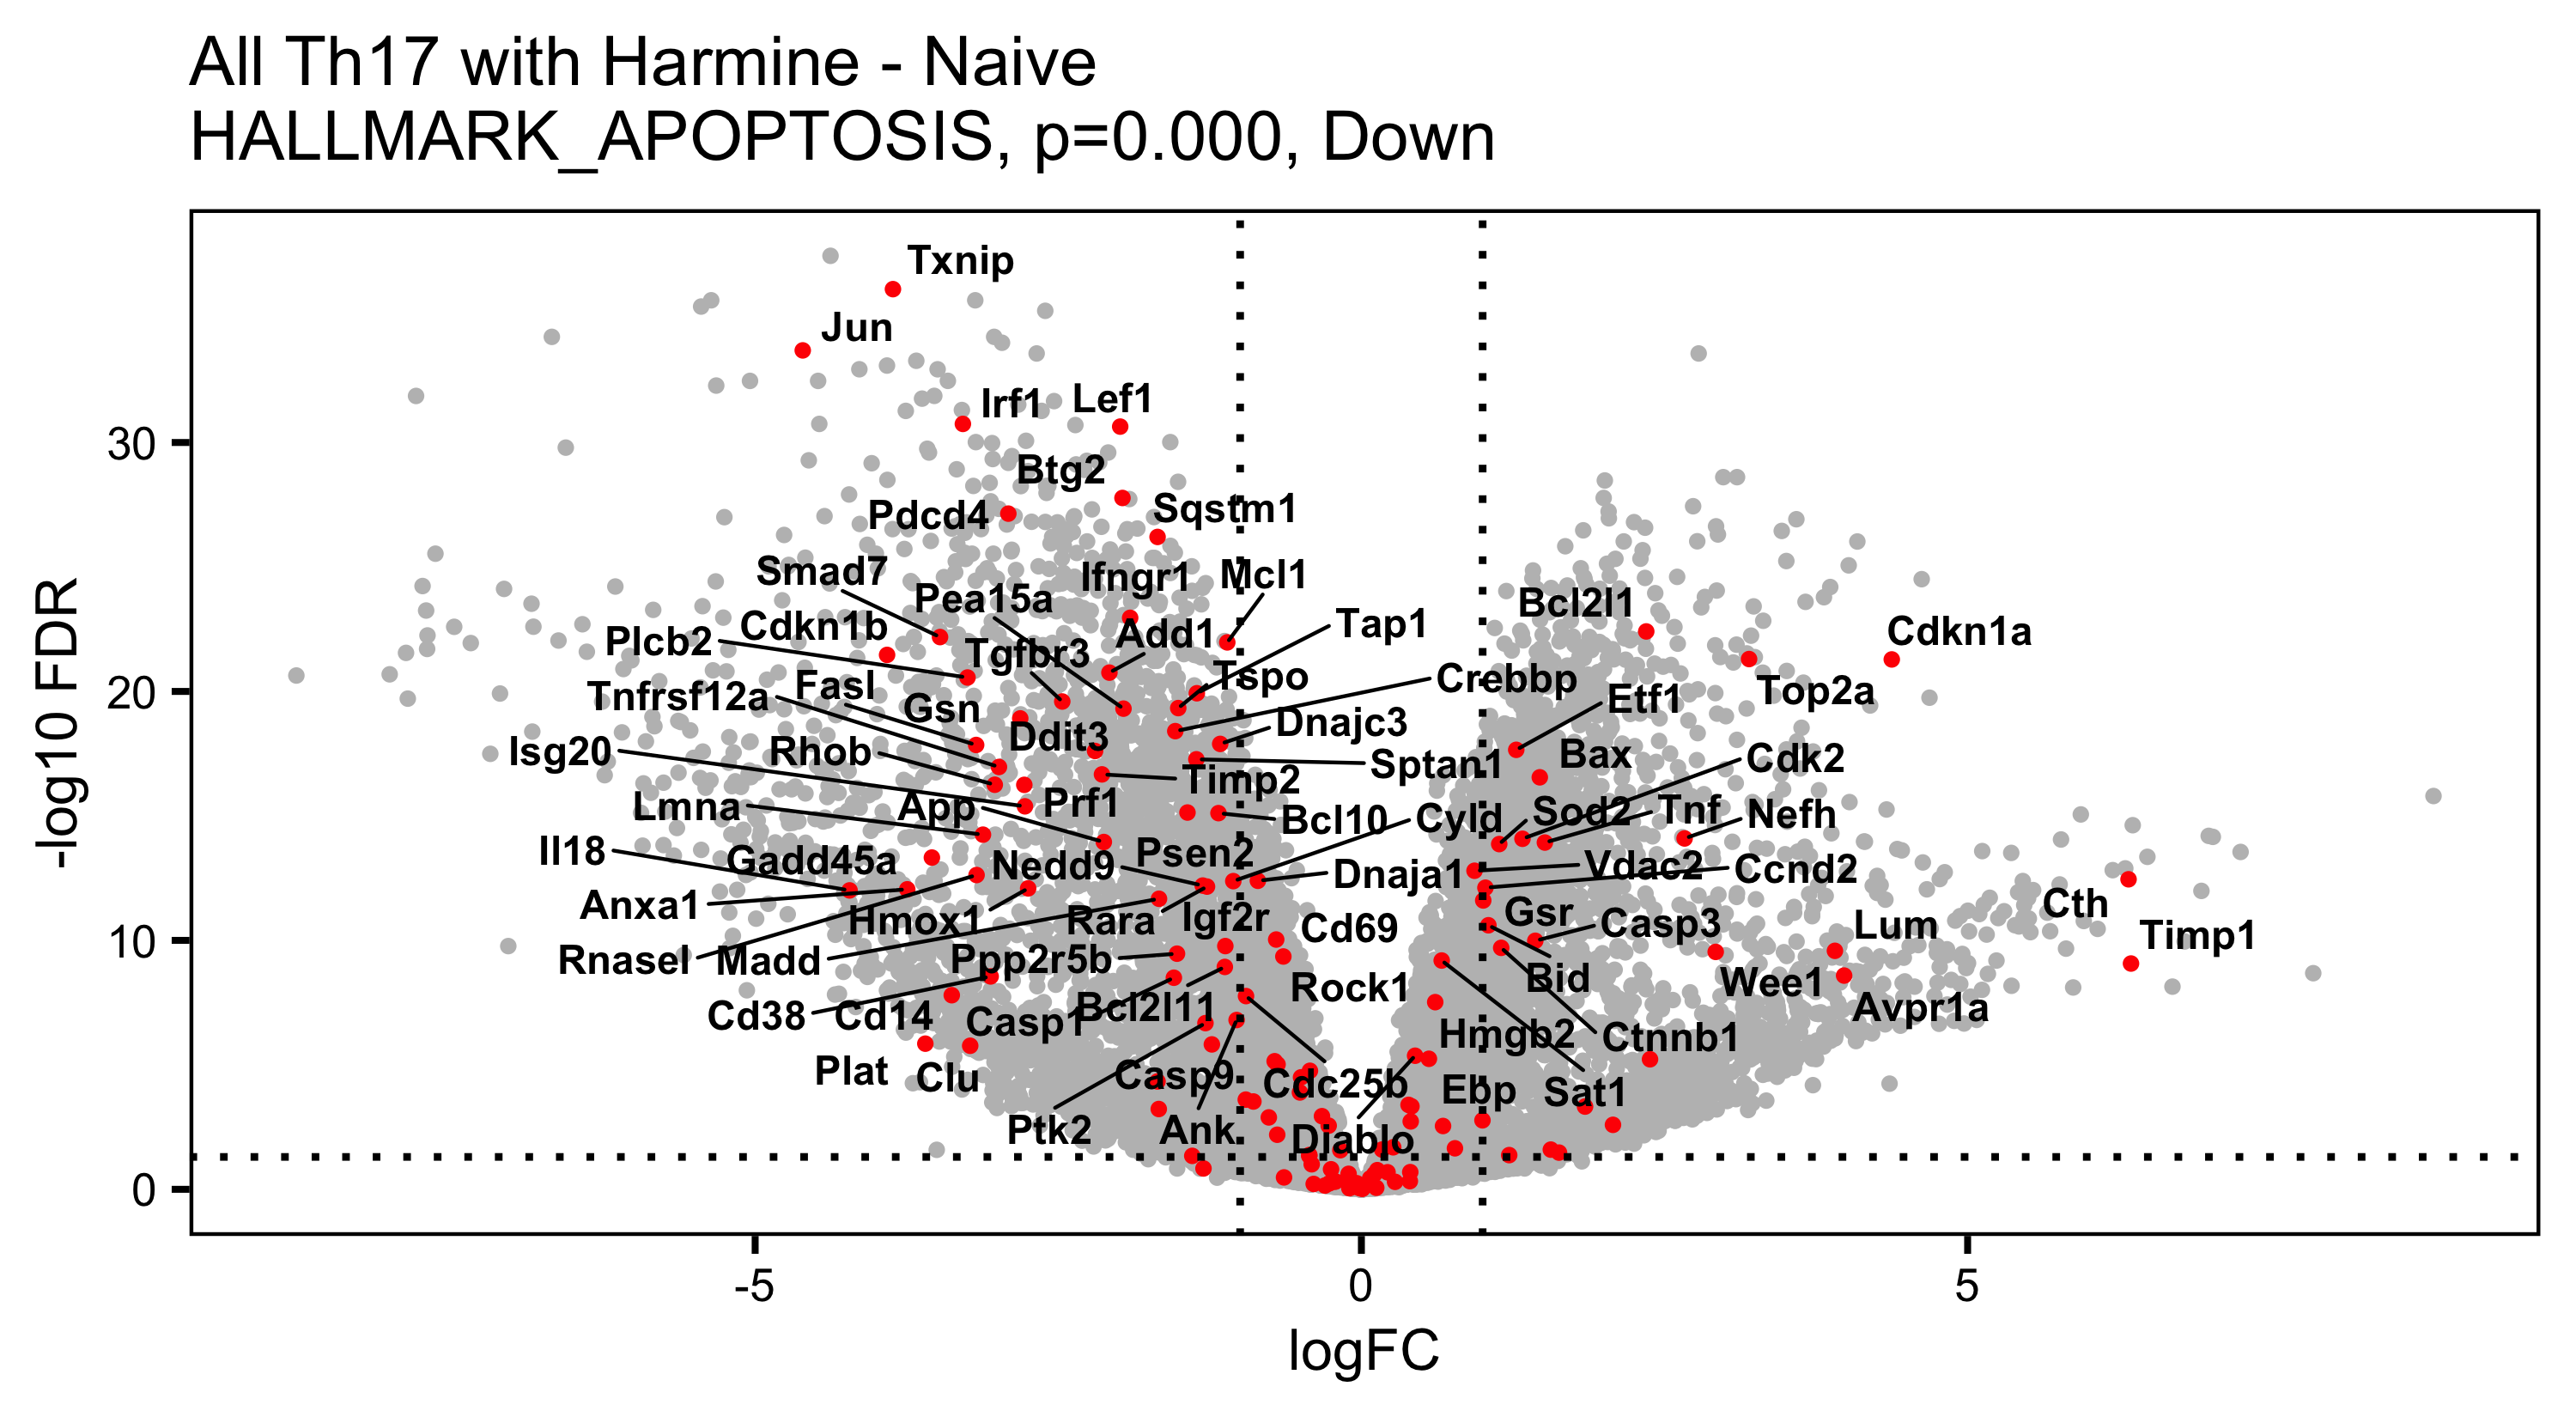 All Th17 with Harmine - Naive
HALLMARK_APOPTOSIS, p=0.000, Down
-log10 FDR
30
20
10
0
Txnip
Jun
Irf1
Lef1
Btg2
Pdcd4
Sqstm1
Smad7
Ifngr1
Mcl1
Pea15a
Bcl2l1
Plcb2
Cdkn1b
Add1
Tap1
Cdkn1a
Tgfbr3
Tnfrsf12a
Fasl
Tspo
Crebbp
Top2a
Gsn
Etf1
Isg20
Rhob
Ddit3
Dnajc3
Bax
Cdk2
Sptan1
Timp2
Lmna
App
Prf1
Bcl10
Cyld
Sod2
Tnf
Nefh
Il18
Gadd45a
Nedd9
Psen2
Dnaja1
Vdac2
Ccnd2
Anxa1
Hmox1
Rara
Igf2r
Cd69
Gsr
Casp3
Cth
Lum
Timp1
Rnasel
Madd
Ppp2r5b
Rock1
Bid
Wee1
Cd38
Cd14
Casp1
Bcl2l11
Hmgb2
Ctnnb1
Avpr1a
Plat
Clu
Casp9
Cdc25b
Ebp
Sat1
Ptk2
Ank
Diablo
-5
0
5
logFC